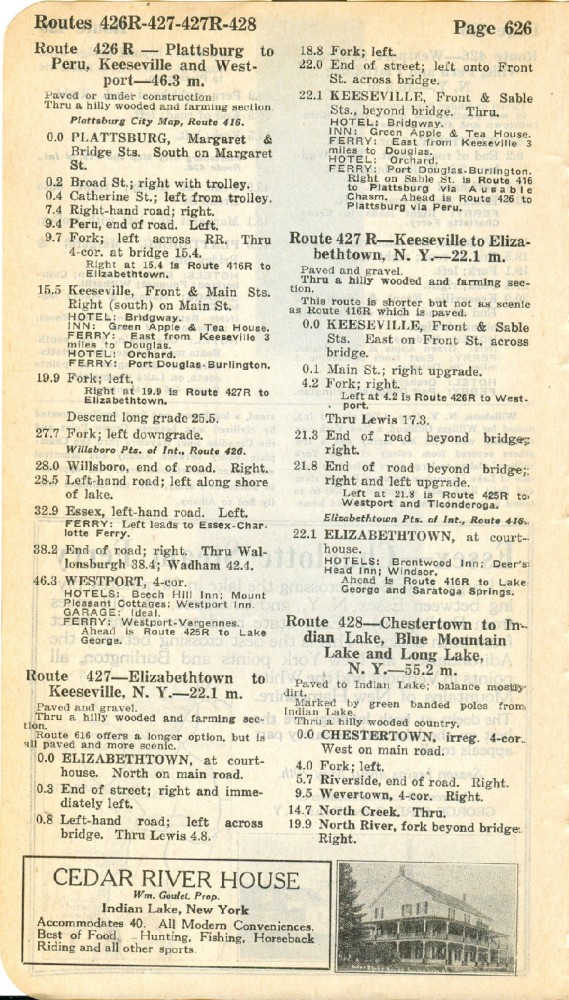 Routes 426R-427-427R-428
Page 626
Route 426 R — Plattsburg to
Peru, Keeseville and West-
port—46.3 m.
Paved or under construction
Thru a hilly wooded and farming section.
Plattsburg City Map, Route 416.
0.0 PLATTSBURG, Margaret &
Bridge Sts. South on Margaret
St.
0.2 Broad St.; right with trolley.
0.4 Catherine St.; left from trolley.
7.4 Right-hand road; right.
9.4 Peru, end of road. Left.
9.7 Fork; left across RR. Thru
4-cor. at bridge 15.4.
Right at 15.4 is Route 416R to
Elizabethtown.
15.5 Keeseville, Front & Main Sts.
Right (south) on Main St.
HOTEL: Bridgway.
INN: Green Apple & Tea House.
FERRY: East from Keeseville 3
miles to Douglas.
HOTEL: Orchard.
FERRY: Port Douglas-Burlington.
19.9 Fork; left.
Right at 19.9 is Route 427R to
Elizabethtown.
Descend long grade 25.5.
27.7 Fork; left downgrade.
Willsboro Pts. of Int., Route 426.
28.0 Willsboro, end of road. Right.
28.5 Left-hand road; left along shore
of lake.
32.9 Essex, left-hand road. Left.
FERRY: Left leads to Essex-Char-
lotte Ferry.
38.2 End of road; right. Thru Wal-
lonsburgh 38.4; Wadham 42.4.
46.3 WESTPORT, 4-cor.
HOTELS: Beech Hill Inn; Mount
Pleasant Cottages; Westport Inn.
GARAGE: Ideal.
FERRY: Westport-Vergennes.
Ahead is Route 425R to Lake
George.
Route 427—Elizabethtown to
Keeseville, N. Y.—22.1 m.
Paved and gravel.
Thru a hilly wooded and farming sec-
tion.
Route 616 offers a longer option, but is
all paved and more scenic.
0.0 ELIZABETHTOWN, at court-
house. North on main road.
0.3 End of street; right and imme-
diately left.
0.8 Left-hand road; left across
bridge. Thru Lewis 4.8.
18.8 Fork; left.
22.0 End of street; left onto Front
St. across bridge.
22.1 KEESEVILLE, Front & Sable
Sts., beyond bridge. Thru.
HOTEL: Bridgway.
INN: Green Apple & Tea House.
FERRY: East from Keeseville 3
miles to Douglas.
HOTEL: Orchard.
FERRY: Port Douglas-Burlington.
Right on Sable St. is Route 416
to Plattsburg via Ausable
Chasm. Ahead is Route 426 to
Plattsburg via Peru.
Route 427 R—Keeseville to Eliza-
bethtown, N. Y.—22.1 m.
Paved and gravel.
Thru a hilly wooded and farming sec-
tion.
This route is shorter but not as scenic
as Route 416R which is paved.
0.0 KEESEVILLE, Front & Sable
Sts. East on Front St. across
bridge.
0.1 Main St.; right upgrade.
4.2 Fork; right.
Left at 4.2 is Route 426R to West-
port.
Thru Lewis 17.3.
21.3 End of road beyond bridge;
right.
21.8 End of road beyond bridge;
right and left upgrade.
Left at 21.8 is Route 425R to
Westport and Ticonderoga.
Elizabethtown Pts. of Int., Route 416.
22.1 ELIZABETHTOWN, at court-
house.
HOTELS: Brentwood Inn; Deer's
Head Inn; Windsor.
Ahead is Route 416R to Lake
George and Saratoga Springs.
Route 428—Chestertown to In-
dian Lake, Blue Mountain
Lake and Long Lake,
N. Y.—55.2 m.
Paved to Indian Lake; balance mostly
dirt.
Marked by green banded poles from
Indian Lake.
Thru a hilly wooded country.
0.0 CHESTERTOWN, irreg. 4-cor.
West on main road.
4.0 Fork; left.
5.7 Riverside, end of road. Right.
9.5 Wevertown, 4-cor. Right.
14.7 North Creek. Thru.
19.9 North River, fork beyond bridge.
Right.
CEDAR RIVER HOUSE
Wm. Goulet, Prop.
Indian Lake, New York
Accommodates 40. All Modern Conveniences.
Best of Food. Hunting, Fishing, Horseback
Riding and all other sports.